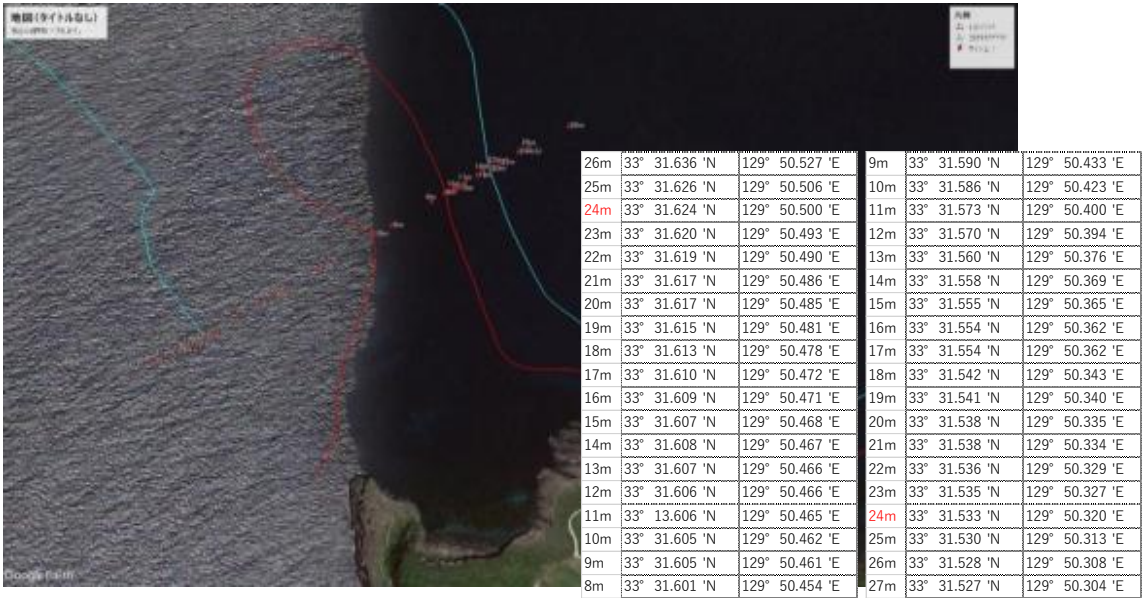 地図(タイトルなし)
26m 33° 31.636 'N 129° 50.527 'E
25m 33° 31.626 'N 129° 50.506 'E
24m 33° 31.624 'N 129° 50.500 'E
23m 33° 31.620 'N 129° 50.493 'E
22m 33° 31.619 'N 129° 50.490 'E
21m 33° 31.617 'N 129° 50.486 'E
20m 33° 31.617 'N 129° 50.485 'E
19m 33° 31.615 'N 129° 50.481 'E
18m 33° 31.613 'N 129° 50.478 'E
17m 33° 31.610 'N 129° 50.472 'E
16m 33° 31.609 'N 129° 50.471 'E
15m 33° 31.607 'N 129° 50.468 'E
14m 33° 31.608 'N 129° 50.467 'E
13m 33° 31.607 'N 129° 50.466 'E
12m 33° 31.606 'N 129° 50.466 'E
11m 33° 13.606 'N 129° 50.465 'E
10m 33° 31.605 'N 129° 50.462 'E
9m 33° 31.605 'N 129° 50.461 'E
8m 33° 31.601 'N 129° 50.454 'E
9m 33° 31.590 'N 129° 50.433 'E
10m 33° 31.586 'N 129° 50.423 'E
11m 33° 31.573 'N 129° 50.400 'E
12m 33° 31.570 'N 129° 50.394 'E
13m 33° 31.560 'N 129° 50.376 'E
14m 33° 31.558 'N 129° 50.369 'E
15m 33° 31.555 'N 129° 50.365 'E
16m 33° 31.554 'N 129° 50.362 'E
17m 33° 31.554 'N 129° 50.362 'E
18m 33° 31.542 'N 129° 50.343 'E
19m 33° 31.541 'N 129° 50.340 'E
20m 33° 31.538 'N 129° 50.335 'E
21m 33° 31.538 'N 129° 50.334 'E
22m 33° 31.536 'N 129° 50.329 'E
23m 33° 31.535 'N 129° 50.327 'E
24m 33° 31.533 'N 129° 50.320 'E
25m 33° 31.530 'N 129° 50.313 'E
26m 33° 31.528 'N 129° 50.308 'E
27m 33° 31.527 'N 129° 50.304 'E
Google Earth